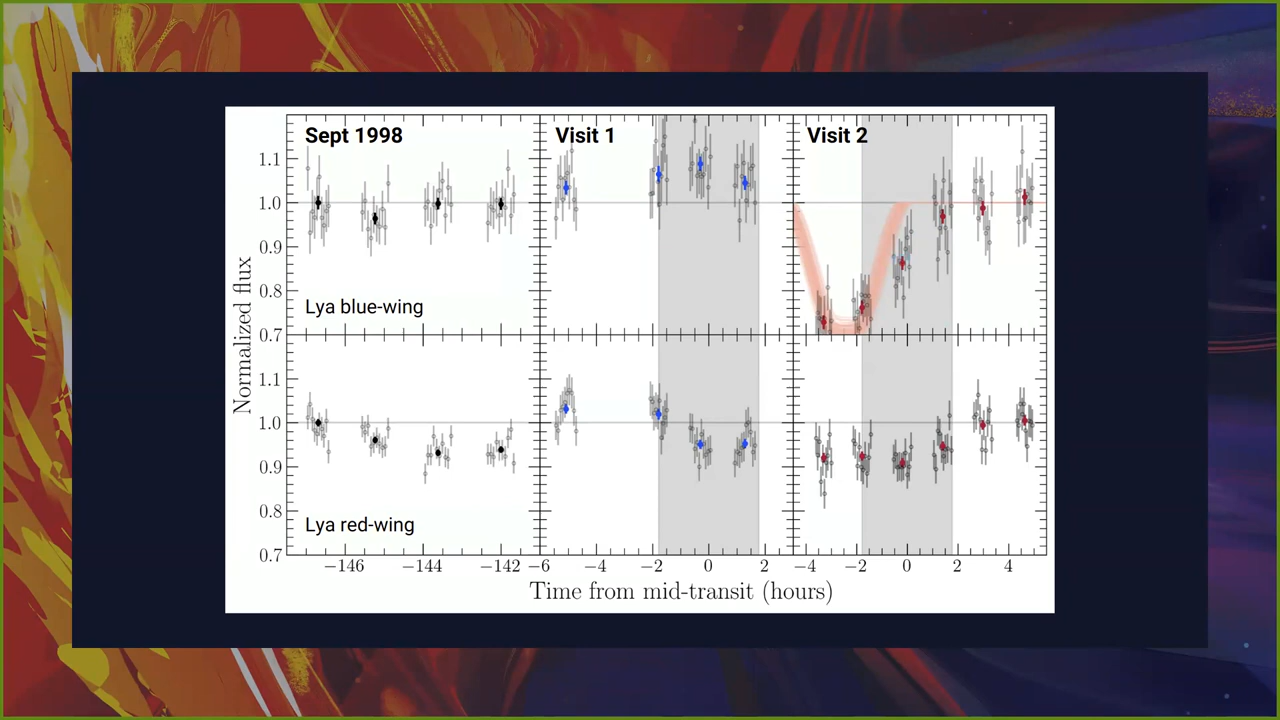 Sept 1998
Visit 1
Visit 2
1.1
1.0
0.9
0.8
0.7
Lya blue-wing
Normalized flux
1.1
1.0
0.9
0.8
0.7
Lya red-wing
−146 −144 −142 −6 −4 −2 0 2 −4 −2 0 2 4
Time from mid-transit (hours)